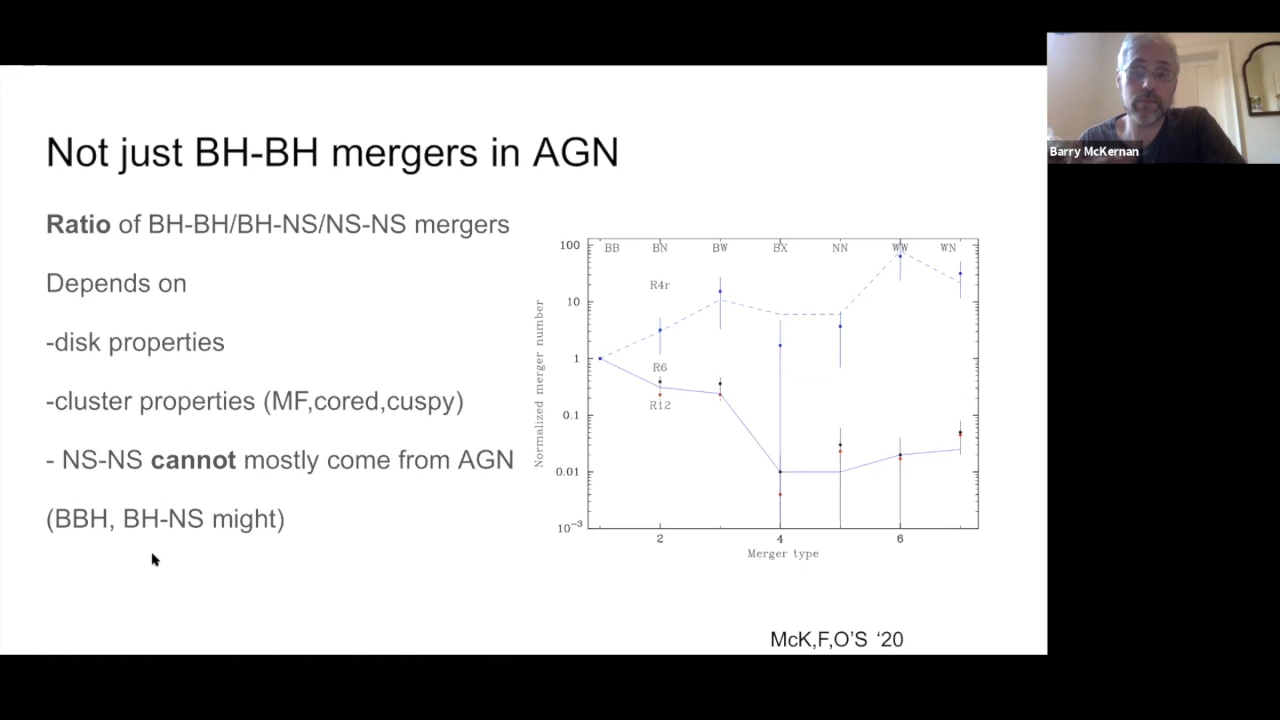 Not just BH-BH mergers in AGN
Barry McKernan
Ratio of BH-BH/BH-NS/NS-NS mergers
Depends on
-disk properties
-cluster properties (MF,cored,cuspy)
- NS-NS cannot mostly come from AGN
(BBH, BH-NS might)
BB BN BW BX NN WW WN
R4r
R6
R12
100
10
1
0.1
0.01
10⁻³
2 4 6
Normalized merger number
Merger type
McK,F,O'S ‘20